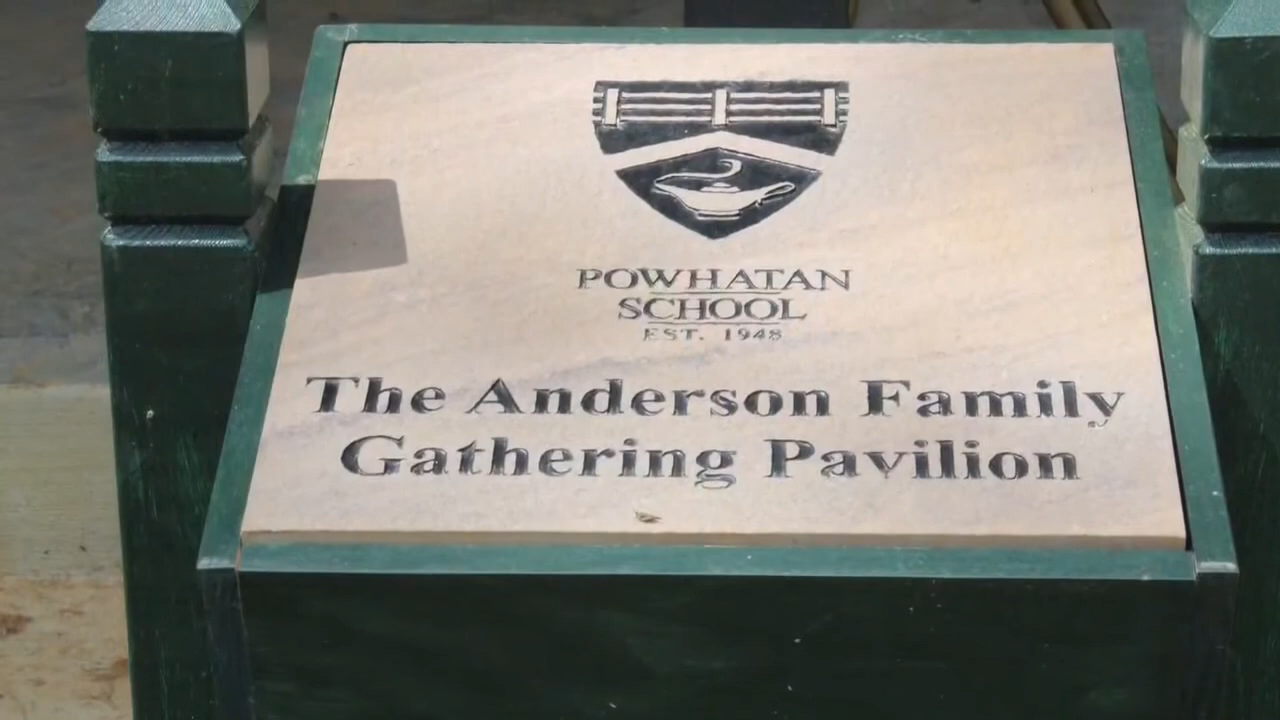 POWHATAN
SCHOOL
EST. 1948
The Anderson Family
Gathering Pavilion